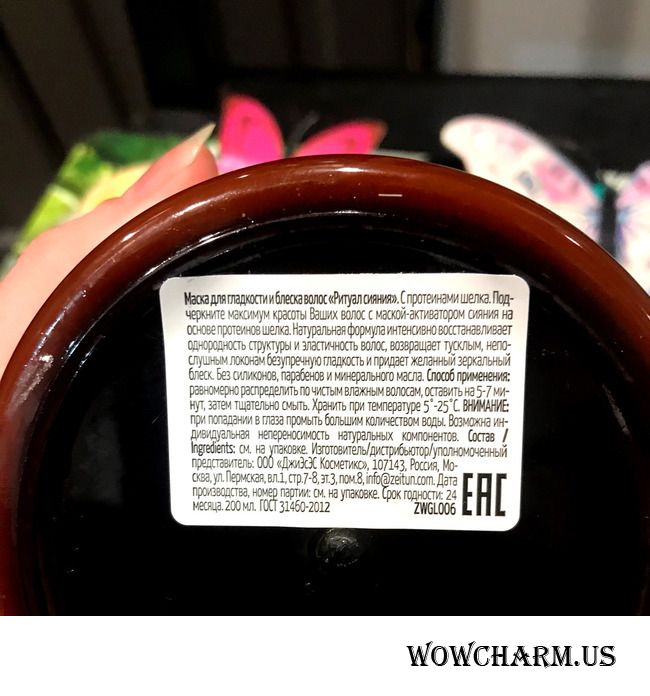 Маска для гладкости и блеска волос «Ритуал сияния». С протеинами шелка. Под-
черкните максимум красоты Ваших волос с маской-активатором сияния на
основе протеинов шелка. Натуральная формула интенсивно восстанавливает
однородность структуры и эластичность волос, возвращает тусклым, непо-
слушным локонам безупречную гладкость и придает желанный зеркальный
блеск. Без силиконов, парабенов и минерального масла. Способ применения:
равномерно распределить по чистым влажным волосам, оставить на 5-7 ми-
нут, затем тщательно смыть. Хранить при температуре 5°-25°С. ВНИМАНИЕ:
при попадании в глаза промыть большим количеством воды. Возможна ин-
дивидуальная непереносимость натуральных компонентов. Состав /
Ingredients: см. на упаковке. Изготовитель/дистрибьютор/уполномоченный
представитель: ООО «ДжиЭсЭс Косметикс», 107143, Россия, Мо-
сква, ул. Пермская, вл.1, стр.7-8, эт.3, пом.8, info@zeitun.com. Дата
производства, номер партии: см. на упаковке. Срок годности: 24
месяца. 200 мл. ГОСТ 31460-2012 ZWGL006 EAC
WOWCHARM.US